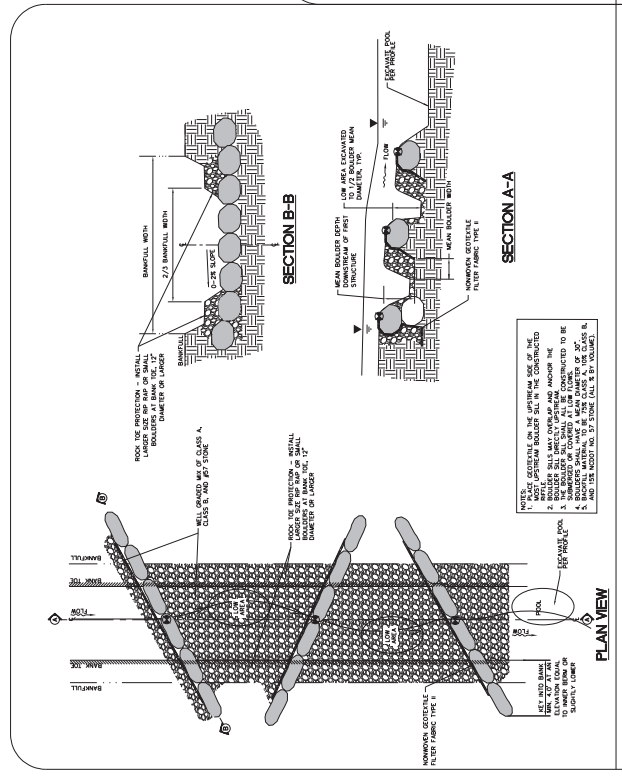 ROCK TOE PROTECTION - INSTALL
LARGER SIZE RIP RAP OR SMALL
BOULDERS AT BANK TOE, 12"
DIAMETER OR LARGER
BANKFULL
BANKFULL WIDTH
2/3 BANKFULL WIDTH
0-2% SLOPE
SECTION B-B
MEAN BOULDER DEPTH
DOWNSTREAM OF FIRST
STRUCTURE
LOW AREA EXCAVATED
TO 1/2 BOULDER MEAN
DIAMETER, TYP.
FLOW
EXCAVATE POOL
PER PROFILE
MEAN BOULDER WIDTH
NONWOVEN GEOTEXTILE
FILTER FABRIC TYPE II
SECTION A-A
B
BANKFULL
BANK TOE
A
FLOW
BANK
TOE
BANKFULL
B
LOW
AREA
LOW
AREA
WELL GRADED MIX OF CLASS A,
CLASS B, AND #57 STONE
ROCK TOE PROTECTION - INSTALL
LARGER SIZE RIP RAP OR SMALL
BOULDERS AT BANK TOE, 12"
DIAMETER OR LARGER
NONWOVEN GEOTEXTILE
FILTER FABRIC TYPE II
KEY INTO BANK
MIN. 4.0' AT AN
ELEVATION EQUAL
TO INNER BERM OR
SLIGHTLY LOWER
FLOW
POOL
A
EXCAVATE POOL
PER PROFILE
PLAN VIEW
NOTES:
1. PLACE GEOTEXTILE ON THE UPSTREAM SIDE OF THE
MOST UPSTREAM BOULDER SILL IN THE CONSTRUCTED
RIFFLE.
2. BOULDER SILLS MAY OVERLAP AND ANCHOR THE
BOULDER SILL DIRECTLY UPSTREAM.
3. THE BOULDER SILL SHALL ALL BE CONSTRUCTED TO BE
SUBMERGED OR COVERED AT LOW FLOWS.
4. BOULDERS SHALL HAVE A MEAN DIAMETER OF 30".
5. BACKFILL MATERIAL TO BE 75% CLASS A, 10% CLASS B,
AND 15% NCDOT NO. 57 STONE (ALL % BY VOLUME).